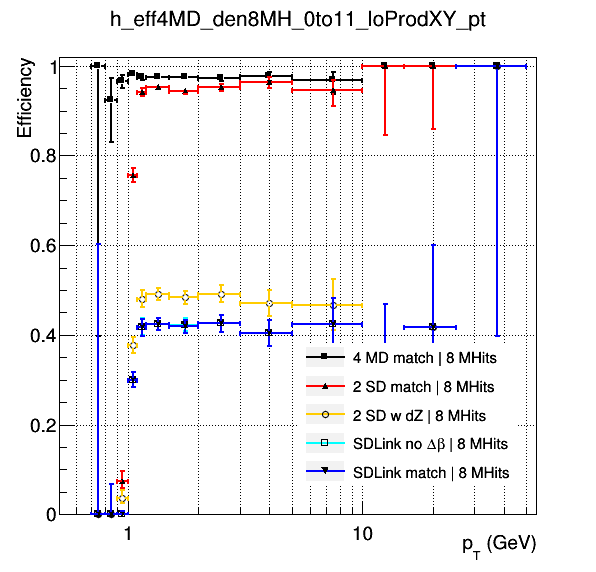 h_eff4MD_den8MH_0to11_loProdXY_pt
Efficiency
1
0.8
0.6
0.4
0.2
0
4 MD match | 8 MHits
2 SD match | 8 MHits
2 SD w dZ | 8 MHits
SDLink no Δβ | 8 MHits
SDLink match | 8 MHits
1 10
p_T (GeV)